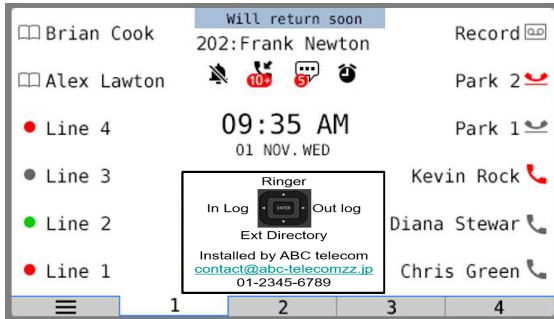 Will return soon
Brian Cook
202:Frank Newton
Record
Alex Lawton
10+
5
Park 2
Line 4
09:35 AM
Park 1
01 NOV.WED
Line 3
Ringer
Kevin Rock
In Log
ENTER
Out log
Line 2
Ext Directory
Diana Stewar
Installed by ABC telecom
contact@abc-telecomzz.jp
01-2345-6789
Line 1
Chris Green
1
2
3
4